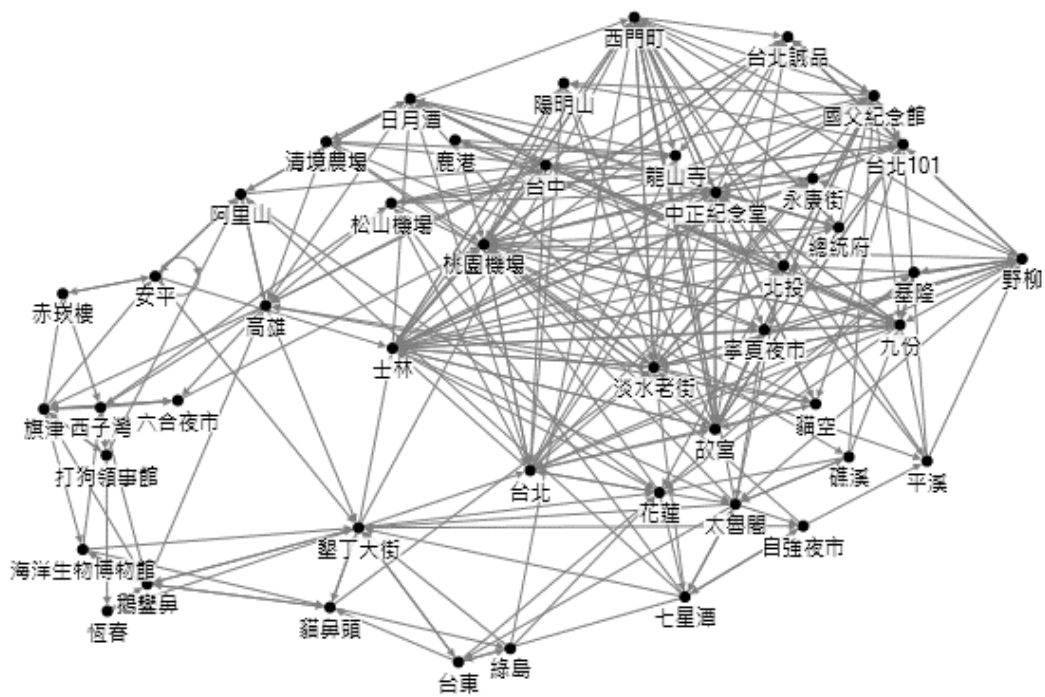 西門町
台北誠品
陽明山
日月潭
國父紀念館
清境農場
鹿港
台中
龍山寺
台北101
阿里山
松山機場
中正紀念堂
永康街
桃園機場
總統府
北投
基隆
野柳
赤崁樓
安平
高雄
士林
寧夏夜市
九份
淡水老街
旗津
西子灣
六合夜市
貓空
打狗領事館
故宮
礁溪
平溪
台北
花蓮
太魯閣
自強夜市
墾丁大街
海洋生物博物館
鵝鑾鼻
恆春
貓鼻頭
七星潭
台東
綠島